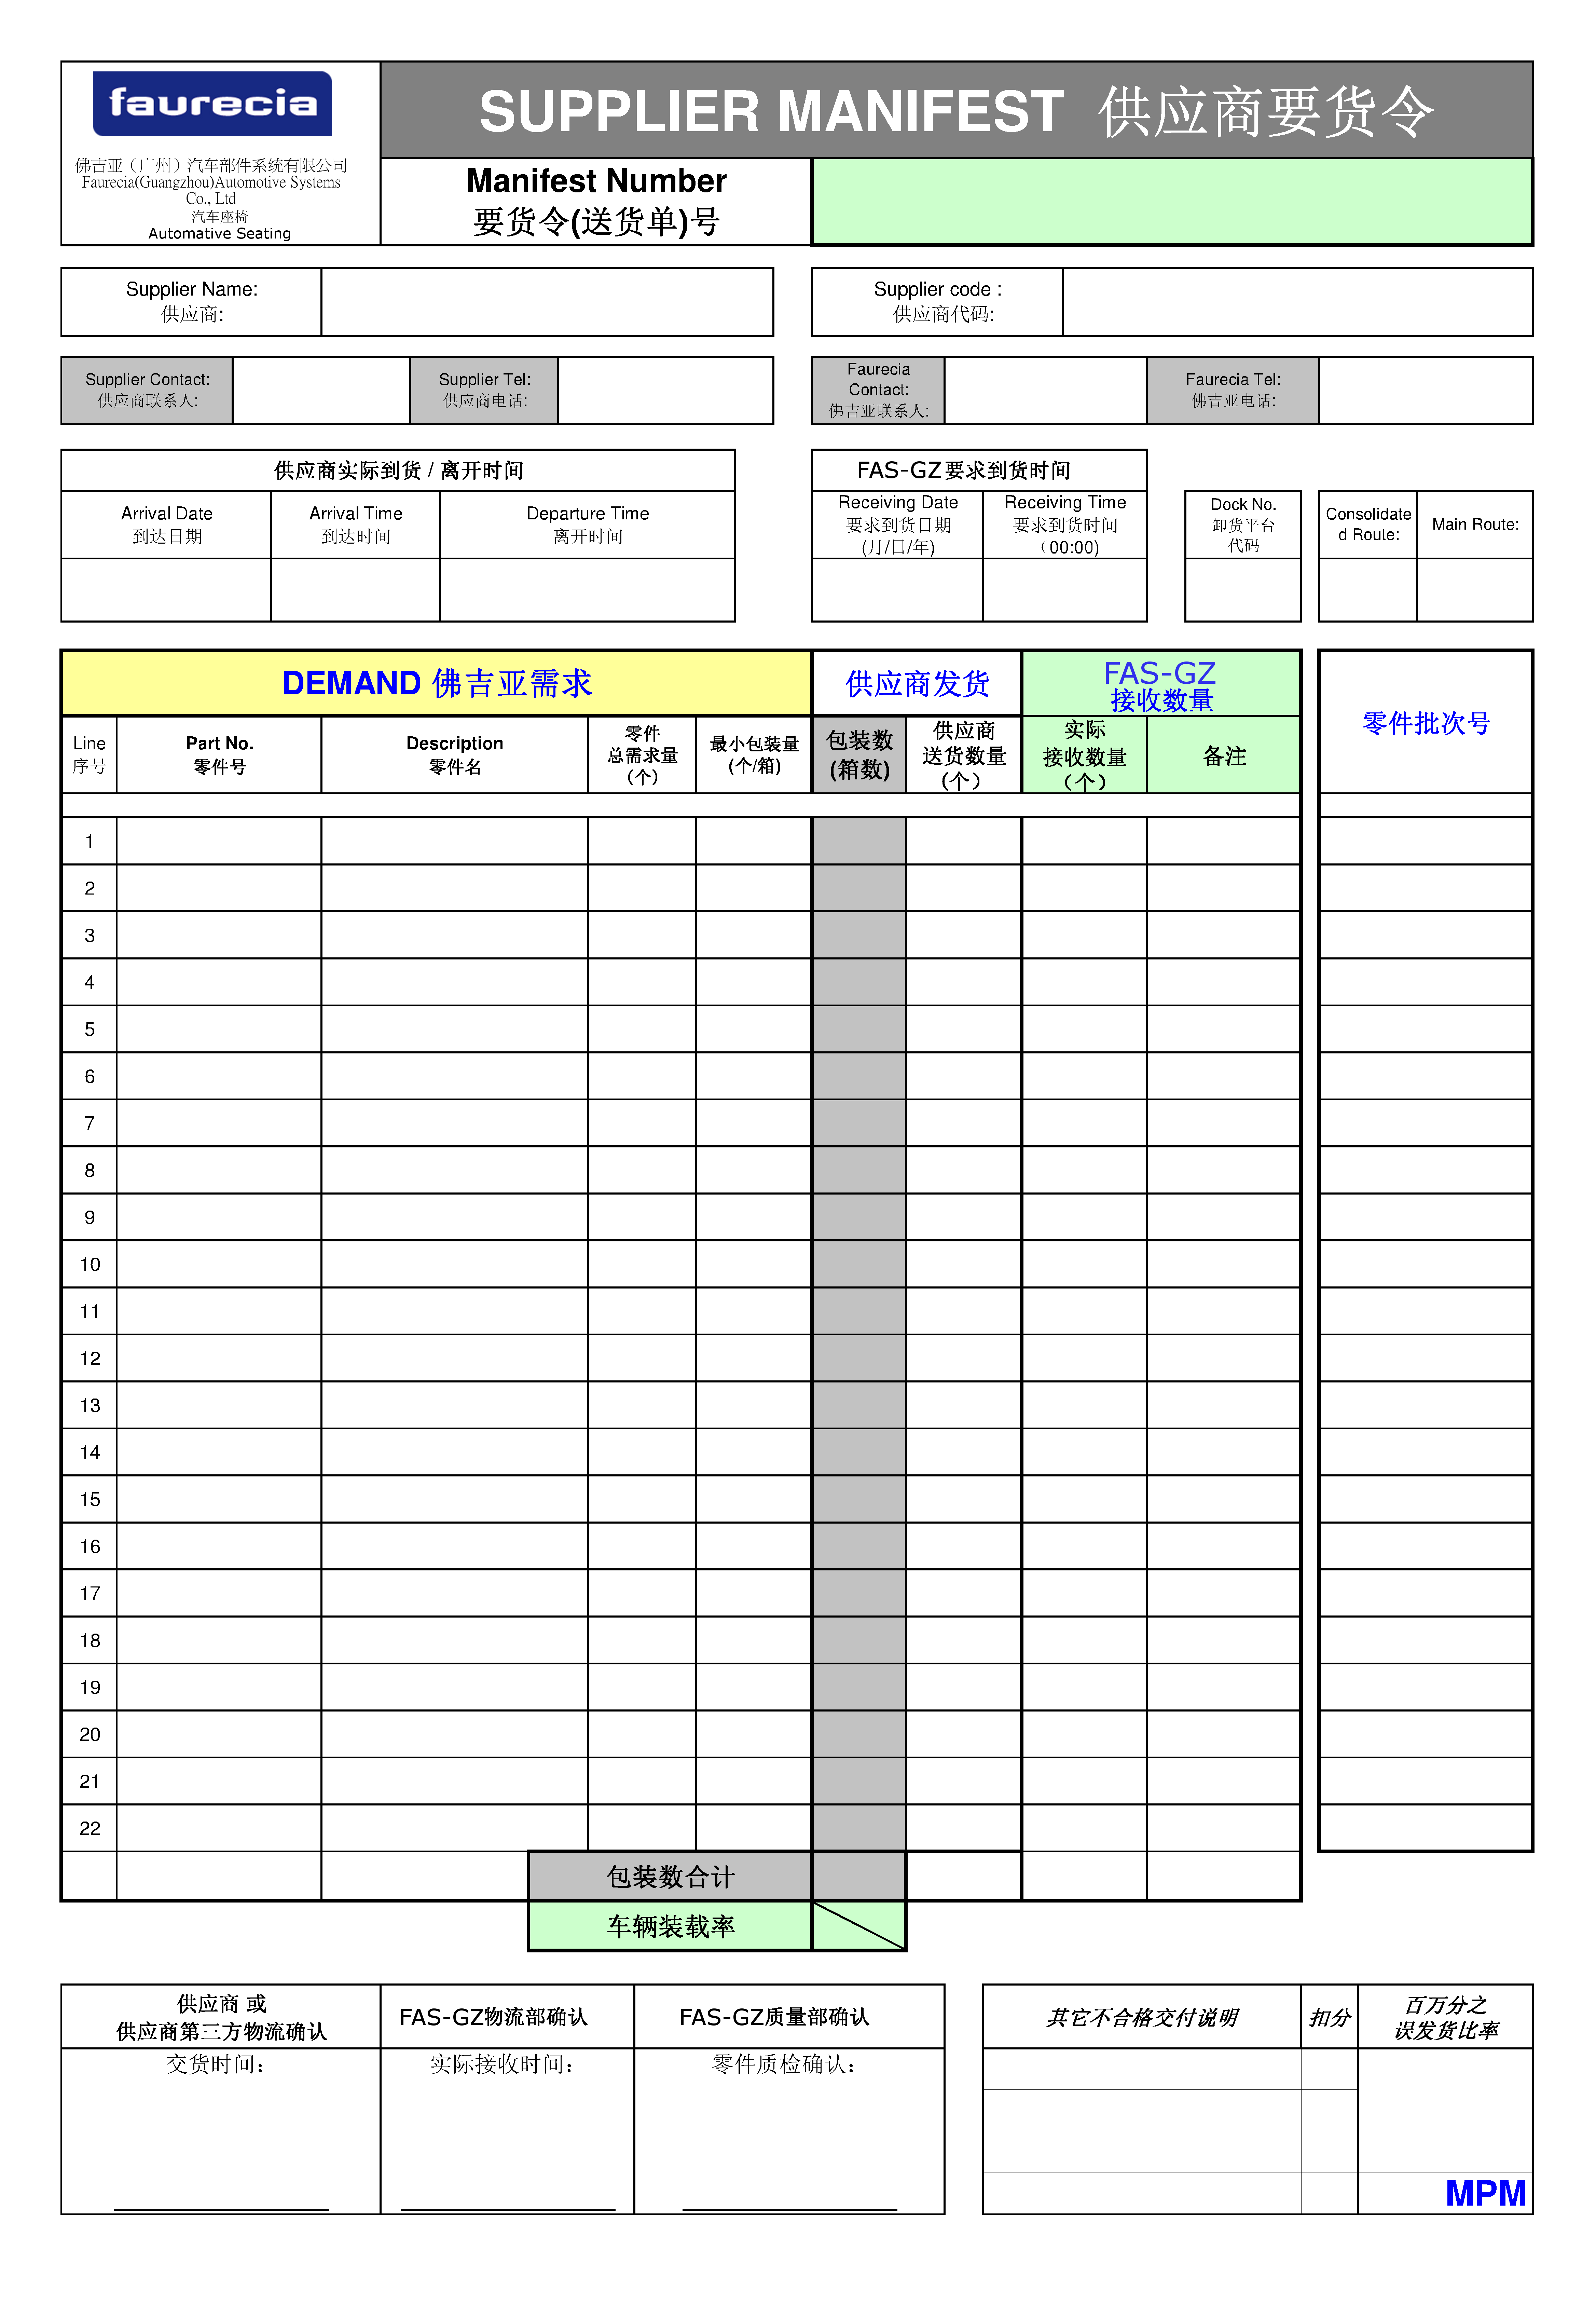 faurecia
佛吉亚（广州）汽车部件系统有限公司
Faurecia(Guangzhou)Automotive Systems
Co., Ltd
汽车座椅
Automative Seating
SUPPLIER MANIFEST 供应商要货令
Manifest Number
要货令(送货单)号
Supplier Name:
供应商:
Supplier code :
供应商代码:
Supplier Contact:
供应商联系人:
Supplier Tel:
供应商电话:
Faurecia
Contact:
佛吉亚联系人:
Faurecia Tel:
佛吉亚电话:
供应商实际到货 / 离开时间
Arrival Date
到达日期
Arrival Time
到达时间
Departure Time
离开时间
FAS-GZ要求到货时间
Receiving Date
要求到货日期
(月/日/年)
Receiving Time
要求到货时间
（00:00)
Dock No.
卸货平台
代码
Consolidate
d Route:
Main Route:
DEMAND 佛吉亚需求
供应商发货
FAS-GZ
接收数量
零件批次号
Line
序号
Part No.
零件号
Description
零件名
零件
总需求量
（个）
最小包装量
(个/箱)
包装数
(箱数)
供应商
送货数量
（个）
实际
接收数量
（个）
备注
1
2
3
4
5
6
7
8
9
10
11
12
13
14
15
16
17
18
19
20
21
22
包装数合计
车辆装载率
供应商 或
供应商第三方物流确认
FAS-GZ物流部确认
FAS-GZ质量部确认
交货时间：
实际接收时间：
零件质检确认：
其它不合格交付说明
扣分
百万分之
误发货比率
MPM